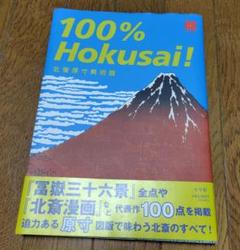 100%
Hokusai!
北斎原寸美術館
『冨嶽三十六景』全点や
『北斎漫画』など代表作100点を掲載
迫力ある原寸図版で味わう北斎のすべて!
小学館